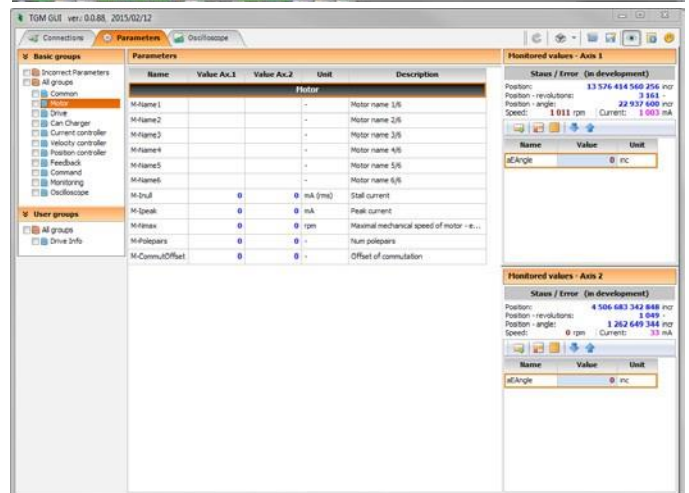 TGM GUI ver.: 0.0.88, 2015/02/12
Connections Parameters Oscilloscope
Basic groups
Incorrect Parameters
All groups
Common
Motor
Drive
Can Charger
Current controller
Velocity controller
Position controller
Feedback
Command
Monitoring
Oscilloscope
User groups
All groups
Drive Info
Parameters
Name Value Ax.1 Value Ax.2 Unit Description
Motor
M-Name1 - Motor name 1/6
M-Name2 - Motor name 2/6
M-Name3 - Motor name 3/6
M-Name4 - Motor name 4/6
M-Name5 - Motor name 5/6
M-Name6 - Motor name 6/6
M-Inull 0 0 mA (rms) Stall current
M-Ipeak 0 0 mA Peak current
M-Nmax 0 0 rpm Maximal mechanical speed of motor - e...
M-Polepairs 0 0 - Num polepairs
M-CommutOffset 0 0 - Offset of commutation
Monitored values - Axis 1
Staus / Error (in development)
Position: 13 576 414 560 256 incr
Position - revolutions: 3 161 -
Position - angle: 22 937 600 incr
Speed: 1 011 rpm Current: 1 003 mA
Name Value Unit
aEAngle 0 inc
Monitored values - Axis 2
Staus / Error (in development)
Position: 4 506 683 342 848 incr
Position - revolutions: 1 049 -
Position - angle: 1 262 649 344 incr
Speed: 0 rpm Current: 33 mA
Name Value Unit
aEAngle 0 inc